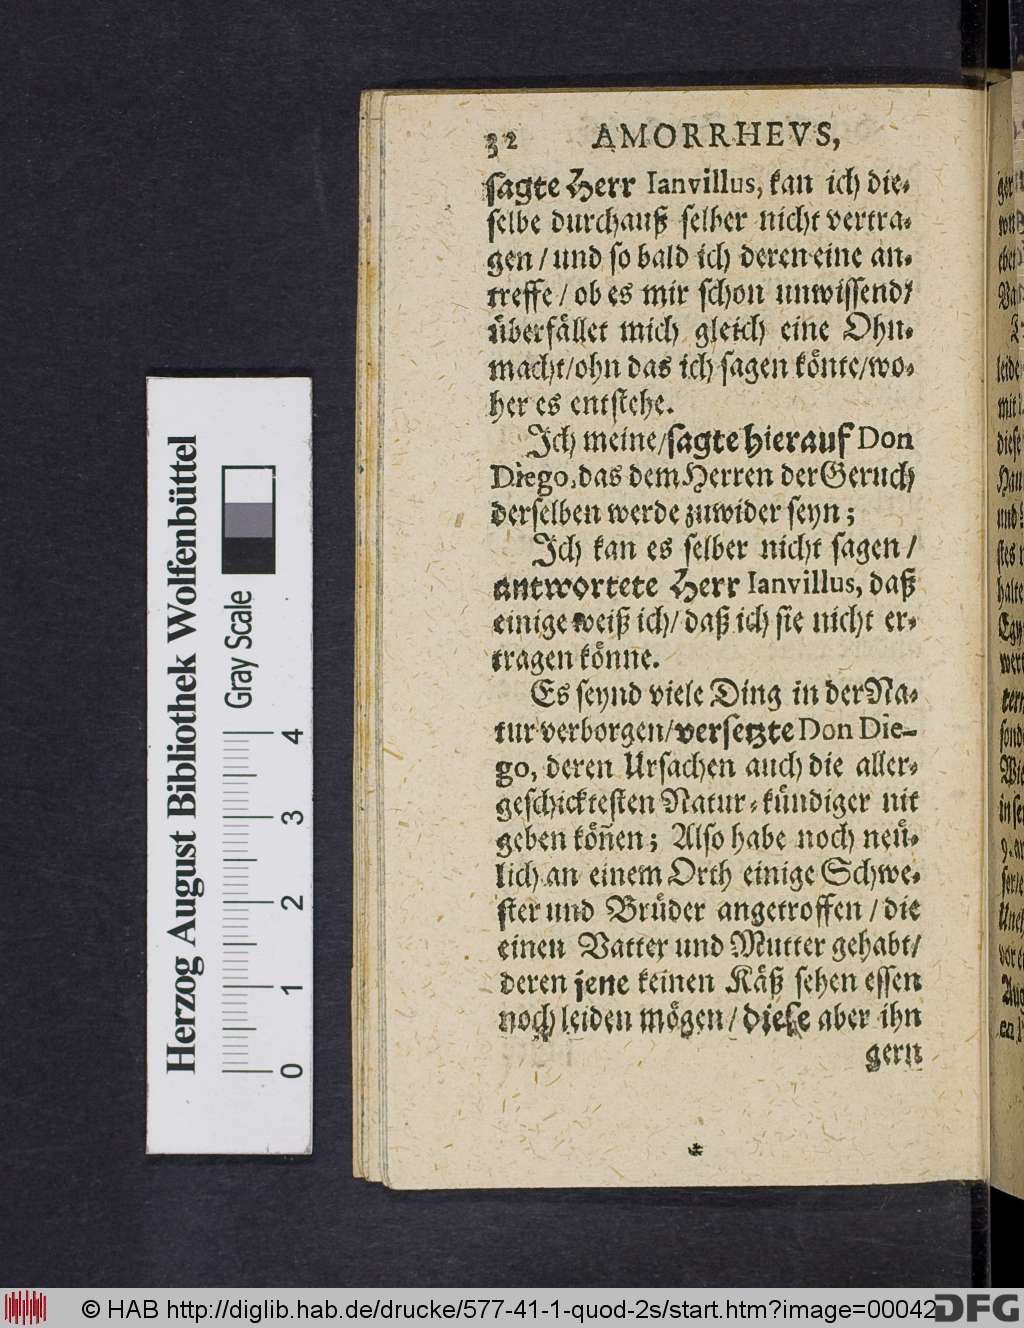 32 AMORRHEVS,
sagte Herr Ianvillus, kan ich die-
selbe durchauß selber nicht vertra-
gen / und so bald ich deren eine an-
treffe / ob es mir schon unwissend/
überfället mich gleich eine Ohn-
macht/ohn das ich sagen könte/wo-
her es entstehe.
Ich meine/sagte hierauf Don
Diego, das dem Herren der Geruch
derselben werde zuwider seyn;
Ich kan es selber nicht sagen /
antwortete Herr Ianvillus, daß
einige weiß ich/ daß ich sie nicht er-
tragen könne.
Es seynd viele Ding in der Na-
tur verborgen/versetzte Don Die-
go, deren Ursachen auch die aller-
geschicktesten Natur-kündiger nit
geben köñen; Also habe noch neü-
lich an einem Orth einige Schwe-
ster und Brüder angetroffen / die
einen Vatter und Mutter gehabt/
deren jene keinen Käß sehen essen
noch leiden mögen / diese aber ihn
gern
*
Herzog August Bibliothek Wolfenbüttel
Gray Scale
0 1 2 3 4
© HAB http://diglib.hab.de/drucke/577-41-1-quod-2s/start.htm?image=00042
DFG